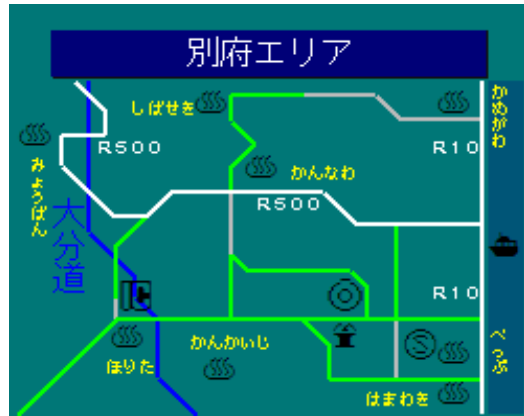 別府エリア
しばせき
かめがわ
みょうばん
R500
R10
かんなわ
R500
大分道
R10
べっぷ
かんかいじ
ほりた
S
はまわき